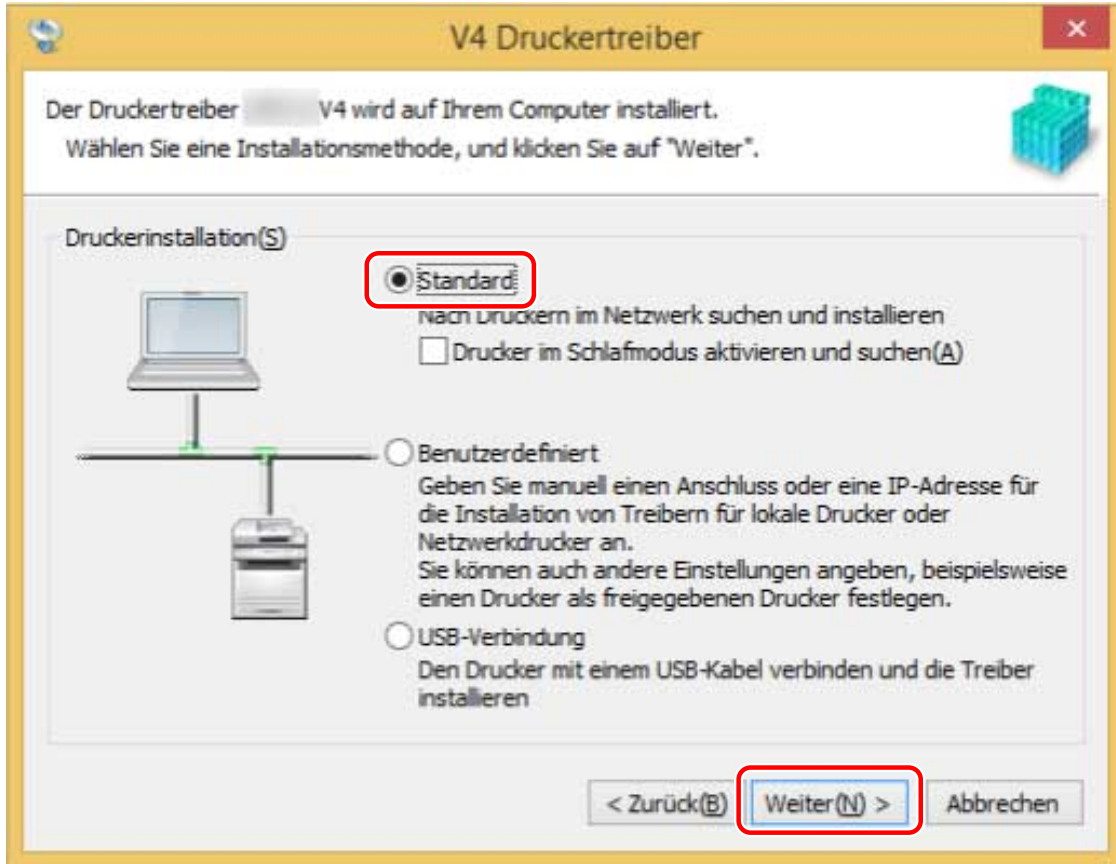 V4 Druckertreiber
Der Druckertreiber V4 wird auf Ihrem Computer installiert.
Wählen Sie eine Installationsmethode, und klicken Sie auf "Weiter".
Druckerinstallation(S)
Standard
Nach Druckern im Netzwerk suchen und installieren
Drucker im Schlafmodus aktivieren und suchen(A)
Benutzerdefiniert
Geben Sie manuell einen Anschluss oder eine IP-Adresse für
die Installation von Treibern für lokale Drucker oder
Netzwerkdrucker an.
Sie können auch andere Einstellungen angeben, beispielsweise
einen Drucker als freigegebenen Drucker festlegen.
USB-Verbindung
Den Drucker mit einem USB-Kabel verbinden und die Treiber
installieren
< Zurück(B) Weiter(N) > Abbrechen